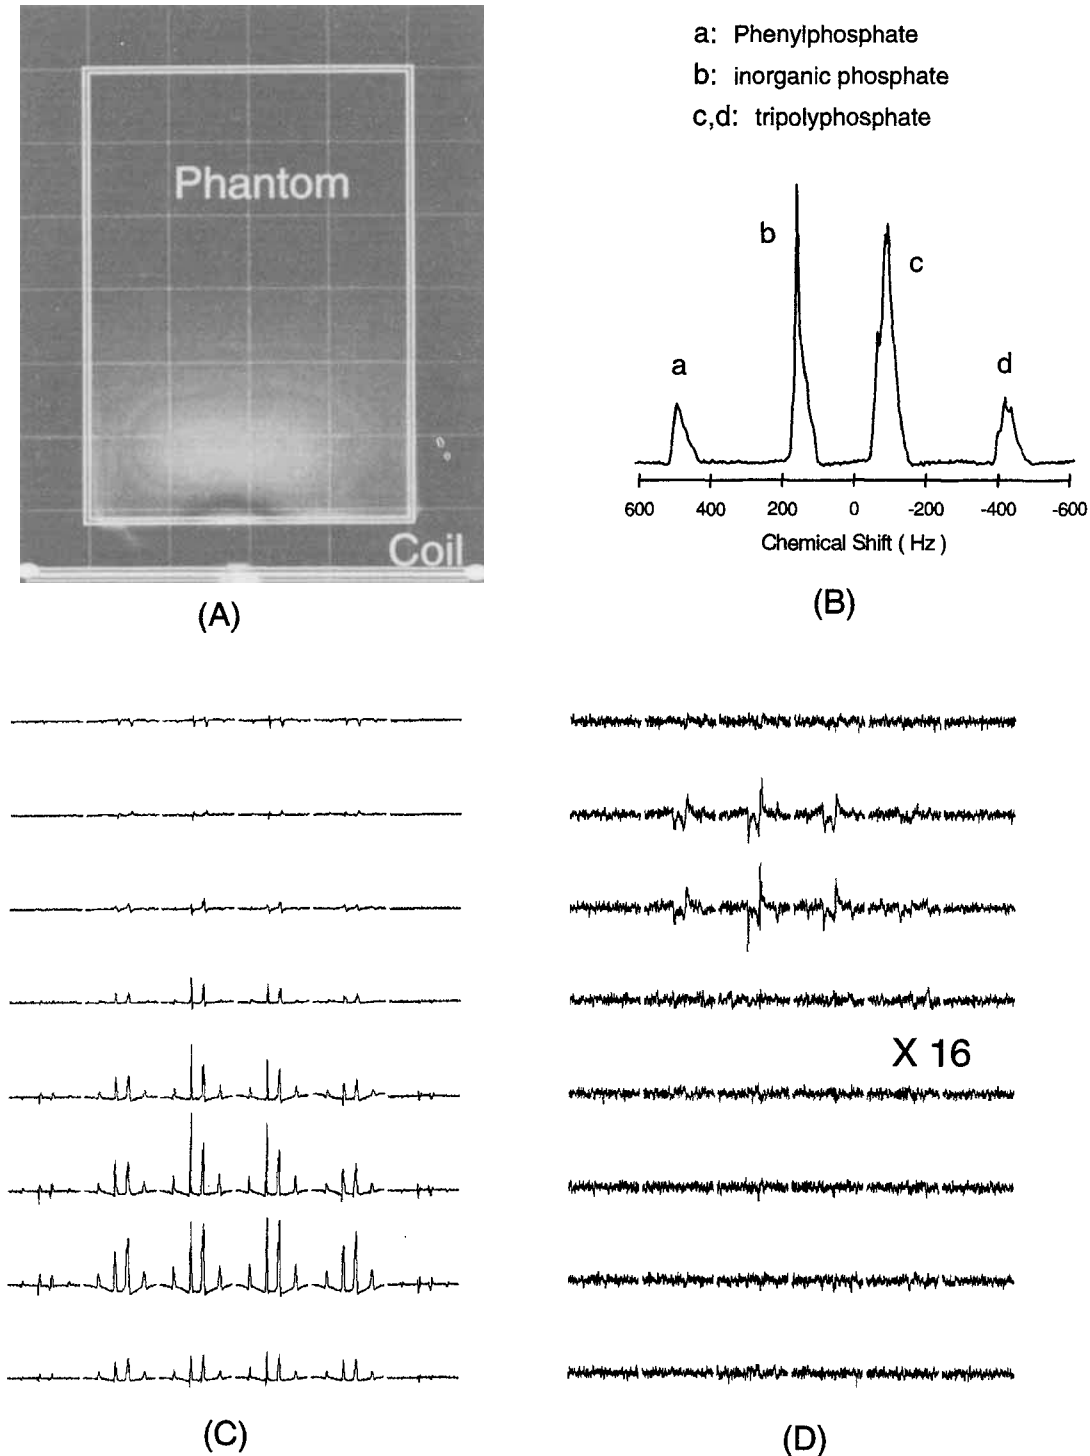 Phantom
Coil
(A)
a: Phenylphosphate
b: inorganic phosphate
c,d: tripolyphosphate
b
c
a
d
600 400 200 0 -200 -400 -600
Chemical Shift ( Hz )
(B)
(C)
X 16
(D)